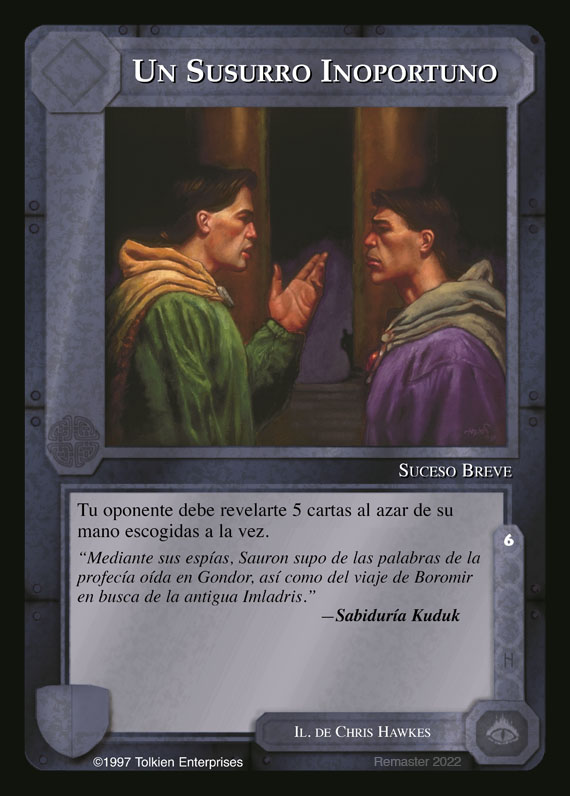 Un Susurro Inoportuno
Suceso Breve
Tu oponente debe revelarte 5 cartas al azar de su
mano escogidas a la vez.
“Mediante sus espías, Sauron supo de las palabras de la
profecía oída en Gondor, así como del viaje de Boromir
en busca de la antigua Imladris.”
—Sabiduría Kuduk
6
H
Il. de Chris Hawkes
©1997 Tolkien Enterprises
Remaster 2022